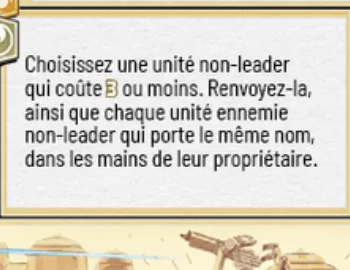 Choisissez une unité non-leader
qui coûte 3 ou moins. Renvoyez-la,
ainsi que chaque unité ennemie
non-leader qui porte le même nom,
dans les mains de leur propriétaire.